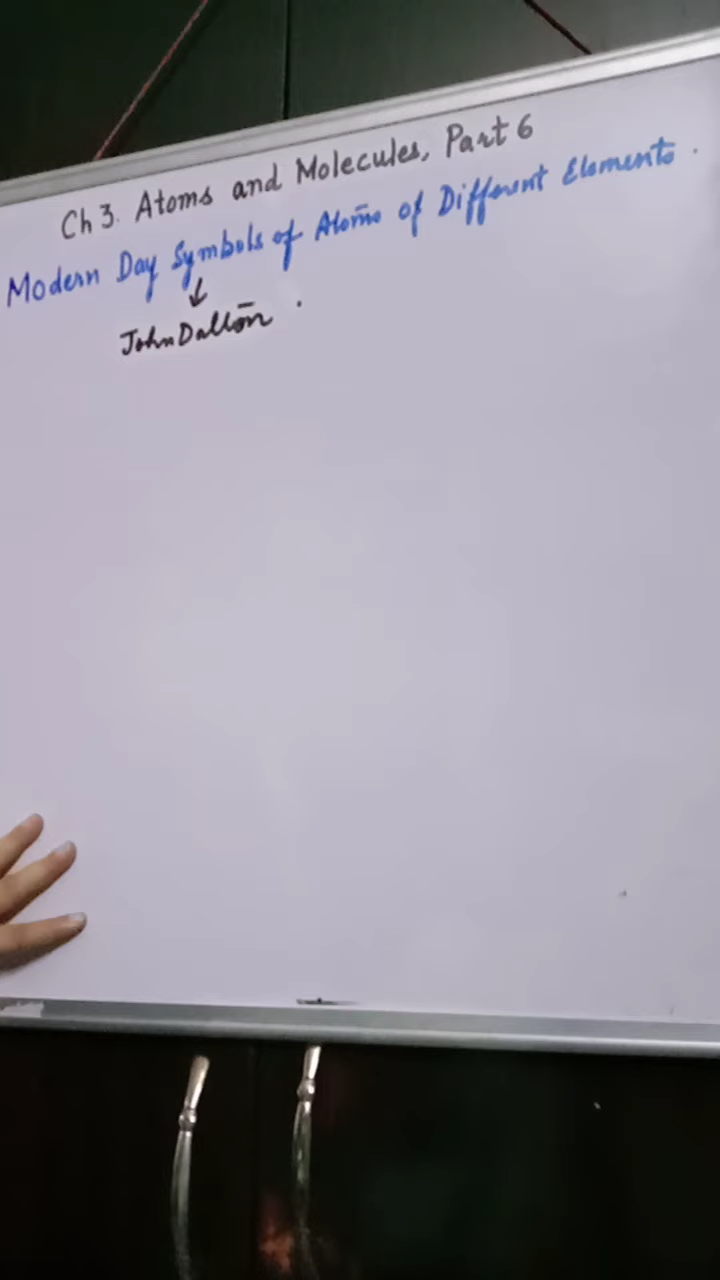 Ch 3. Atoms and Molecules, Part 6
Modern Day Symbols of Atoms of Different Elements.
↓
John Dalton.